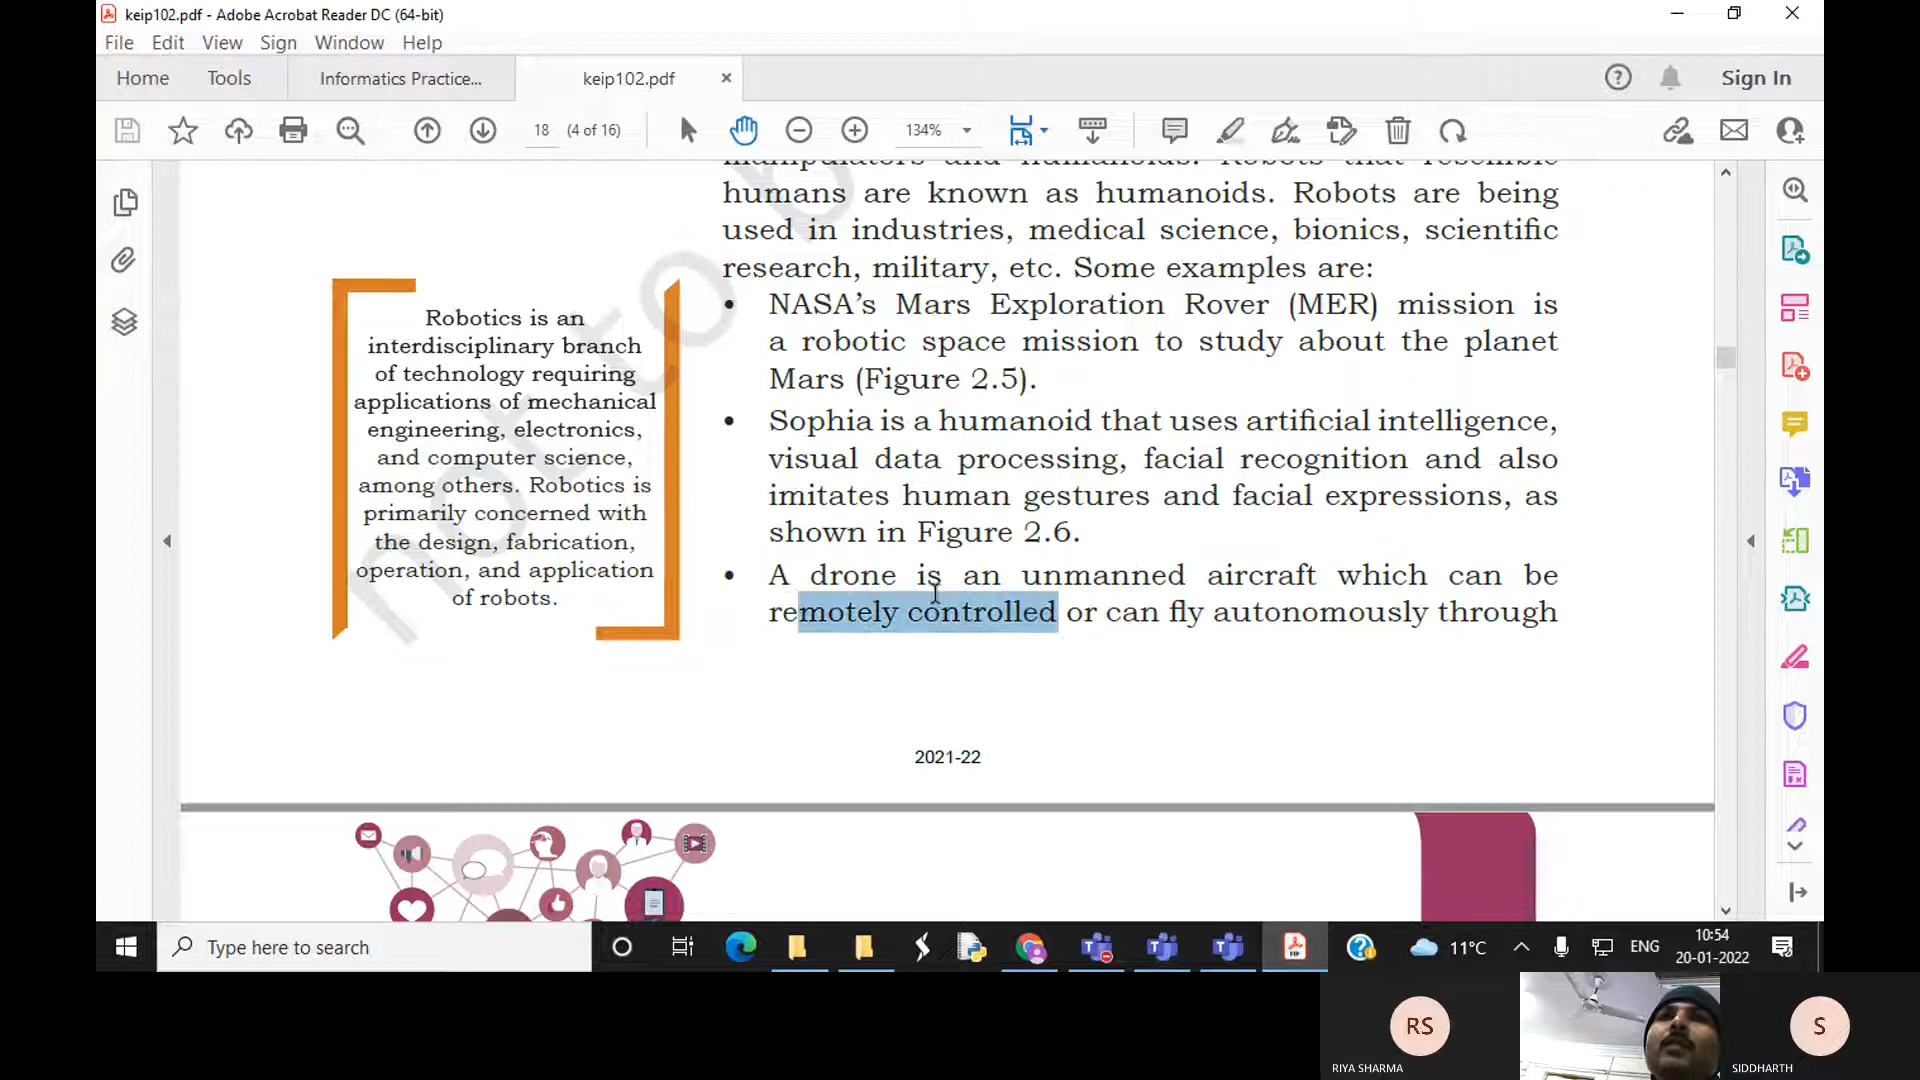 keip102.pdf - Adobe Acrobat Reader DC (64-bit)
File Edit View Sign Window Help
Home Tools Informatics Practice... keip102.pdf × Sign In
18 (4 of 16) 134%
manipulators and humanoids. Robots that resemble
humans are known as humanoids. Robots are being
used in industries, medical science, bionics, scientific
research, military, etc. Some examples are:
• NASA’s Mars Exploration Rover (MER) mission is
a robotic space mission to study about the planet
Mars (Figure 2.5).
• Sophia is a humanoid that uses artificial intelligence,
visual data processing, facial recognition and also
imitates human gestures and facial expressions, as
shown in Figure 2.6.
• A drone is an unmanned aircraft which can be
remotely controlled or can fly autonomously through
Robotics is an
interdisciplinary branch
of technology requiring
applications of mechanical
engineering, electronics,
and computer science,
among others. Robotics is
primarily concerned with
the design, fabrication,
operation, and application
of robots.
not to b
2021-22
Type here to search
11°C ENG 10:54
20-01-2022
RS
RIYA SHARMA
S
SIDDHARTH